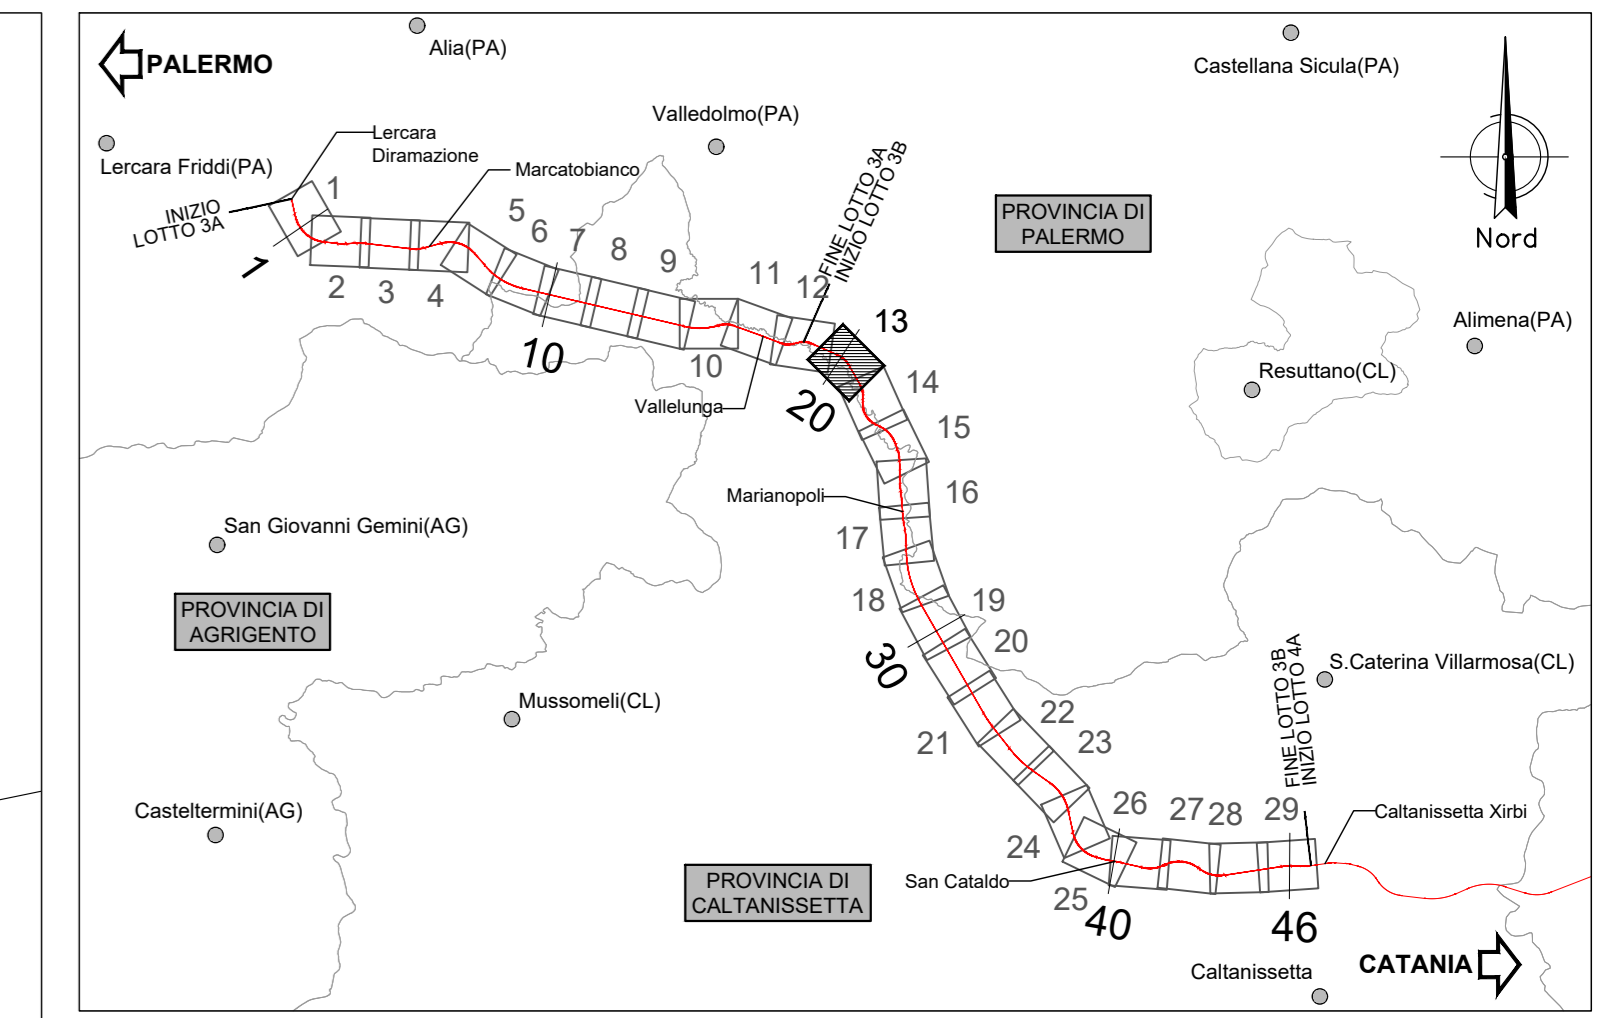 PALERMO
Alia(PA)
Castellana Sicula(PA)
Valledolmo(PA)
Lercara
Diramazione
Lercara Friddi(PA)
Marcatobianco
INIZIO
LOTTO 3A
FINE LOTTO 3A
INIZIO LOTTO 3B
PROVINCIA DI
PALERMO
Nord
1
1
2
3
4
5
6
7
8
9
10
10
11
12
13
20
Vallelunga
Alimena(PA)
Resuttano(CL)
14
15
Marianopoli
16
17
San Giovanni Gemini(AG)
PROVINCIA DI
AGRIGENTO
18
19
20
30
Mussomeli(CL)
S.Caterina Villarmosa(CL)
FINE LOTTO 3B
INIZIO LOTTO 4A
21
22
23
Casteltermini(AG)
24
25
26
27
28
29
Caltanissetta Xirbi
San Cataldo
PROVINCIA DI
CALTANISSETTA
40
46
Caltanissetta
CATANIA